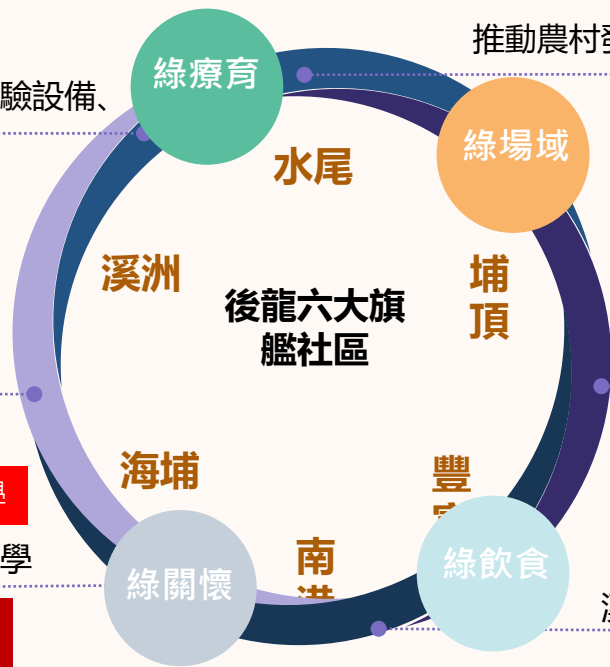 推動農村
綠療育
驗設備、
綠場域
水尾
溪洲
埔
頂
後龍六大旗
艦社區
海埔
豐
南
港
學
綠飲食
綠關懷